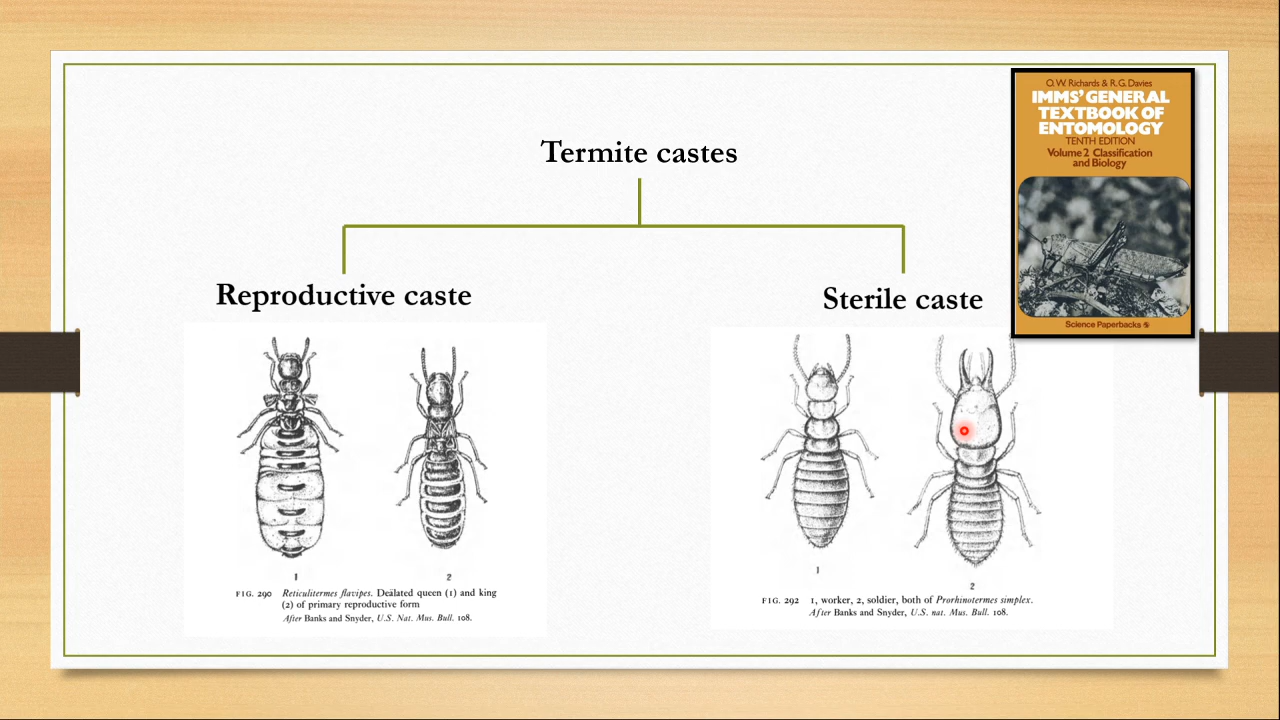 O. W. Richards & R. G. Davies
IMMS' GENERAL
TEXTBOOK OF
ENTOMOLOGY
TENTH EDITION
Volume 2 Classification
and Biology
Science Paperbacks
Termite castes
Reproductive caste
Sterile caste
1
2
FIG. 290 Reticulitermes flavipes. Deälated queen (1) and king
(2) of primary reproductive form
After Banks and Snyder, U.S. Nat. Mus. Bull. 108.
1
2
FIG. 292 1, worker, 2, soldier, both of Prorhinotermes simplex.
After Banks and Snyder, U.S. nat. Mus. Bull. 108.